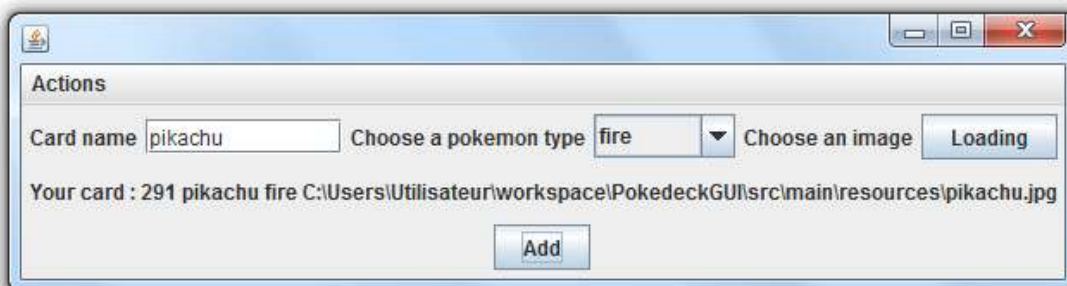 Actions
Card name pikachu Choose a pokemon type fire Choose an image Loading
Your card : 291 pikachu fire C:\Users\Utilisateur\workspace\PokedeckGUI\src\main\resources\pikachu.jpg
Add